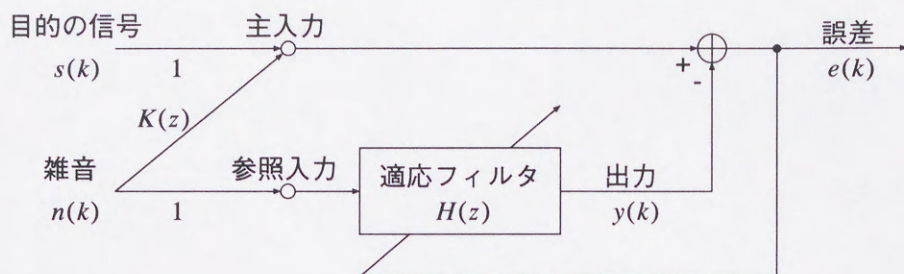 目的の信号
s(k)
1
主入力
K(z)
+
-
誤差
e(k)
雑音
n(k)
1
参照入力
適応フィルタ
H(z)
出力
y(k)